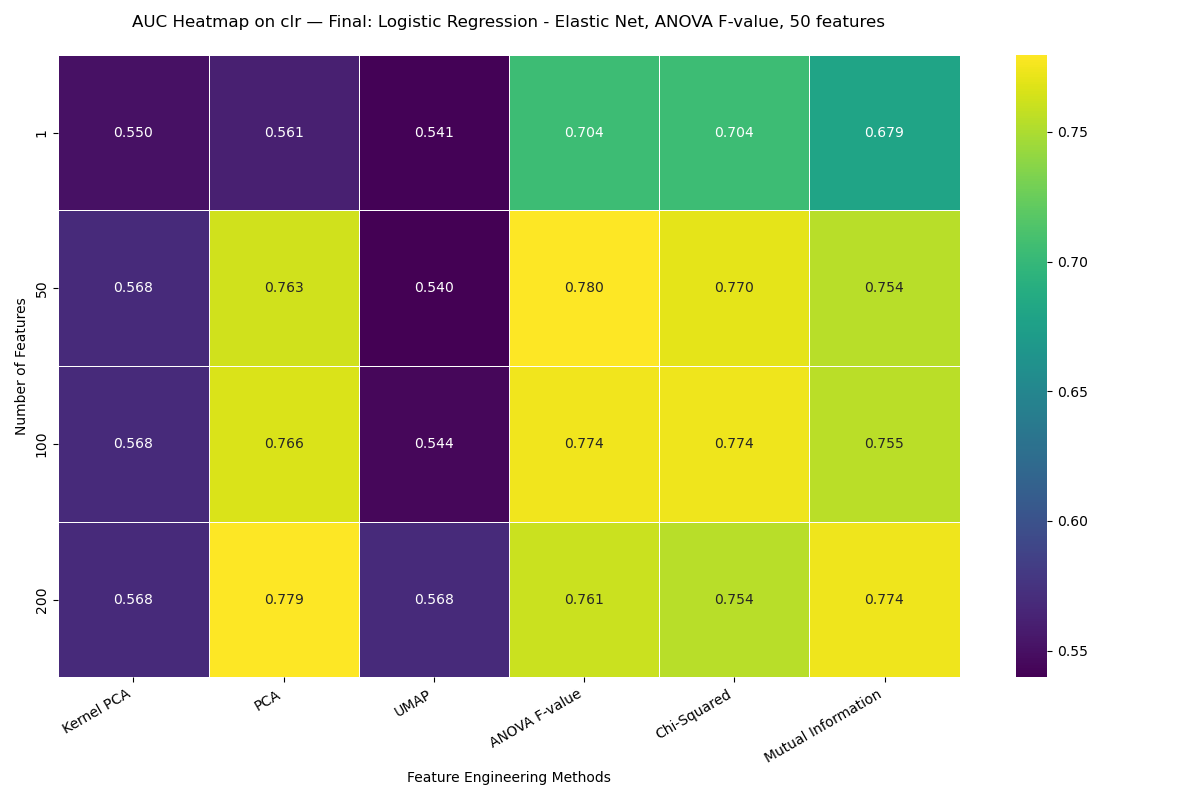 AUC Heatmap on clr — Final: Logistic Regression - Elastic Net, ANOVA F-value, 50 features
Number of Features
1
0.550 0.561 0.541 0.704 0.704 0.679
50
0.568 0.763 0.540 0.780 0.770 0.754
100
0.568 0.766 0.544 0.774 0.774 0.755
200
0.568 0.779 0.568 0.761 0.754 0.774
Kernel PCA
PCA
UMAP
ANOVA F-value
Chi-Squared
Mutual Information
Feature Engineering Methods
0.75
0.70
0.65
0.60
0.55